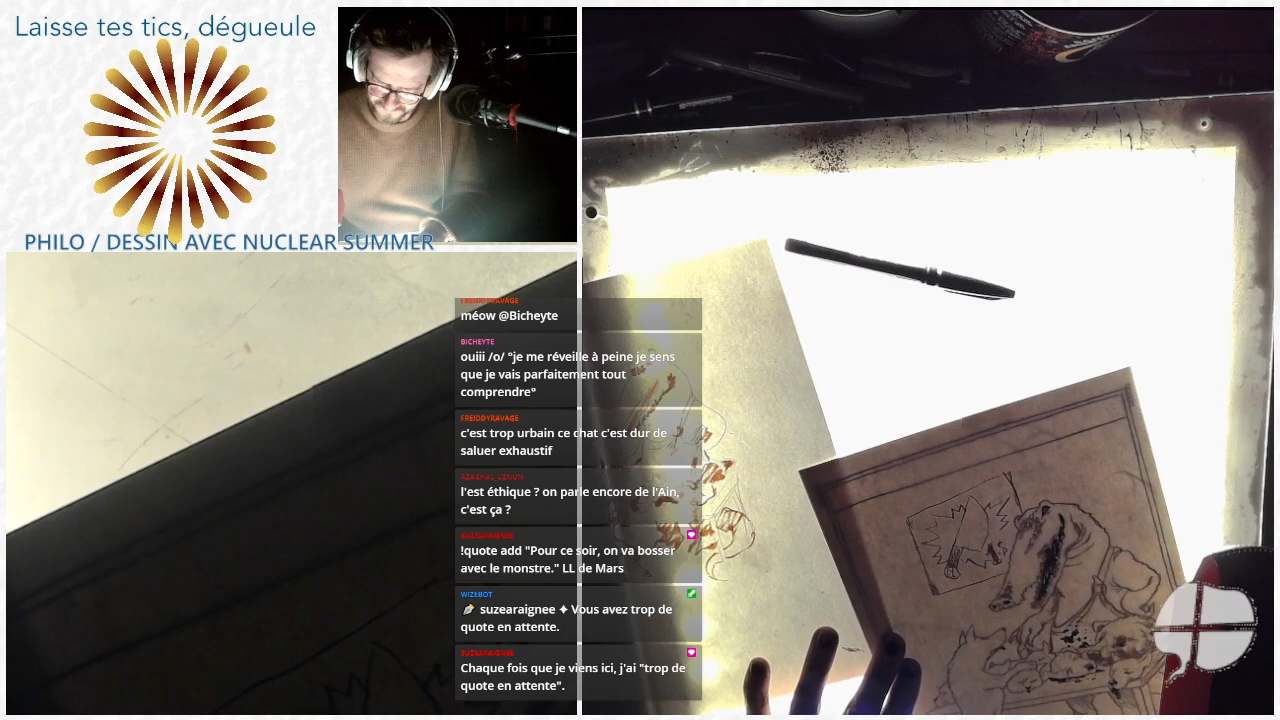 Laisse tes tics, dégueule
PHILO / DESSIN AVEC NUCLEAR SUMMER
FREIDDYRAVAGE
méow @Bicheyte
BICHEYTE
ouiii /o/ °je me réveille à peine je sens
que je vais parfaitement tout
comprendre°
FREIDDYRAVAGE
c'est trop urbain ce chat c'est dur de
saluer exhaustif
AZAGHAL_UZNUN
l'est éthique ? on parle encore de l'Ain,
c'est ça ?
SUZEARAIGNEE
!quote add "Pour ce soir, on va bosser
avec le monstre." LL de Mars
WIZEBOT
suzearaignee ✦ Vous avez trop de
quote en attente.
SUZEARAIGNEE
Chaque fois que je viens ici, j'ai "trop de
quote en attente".